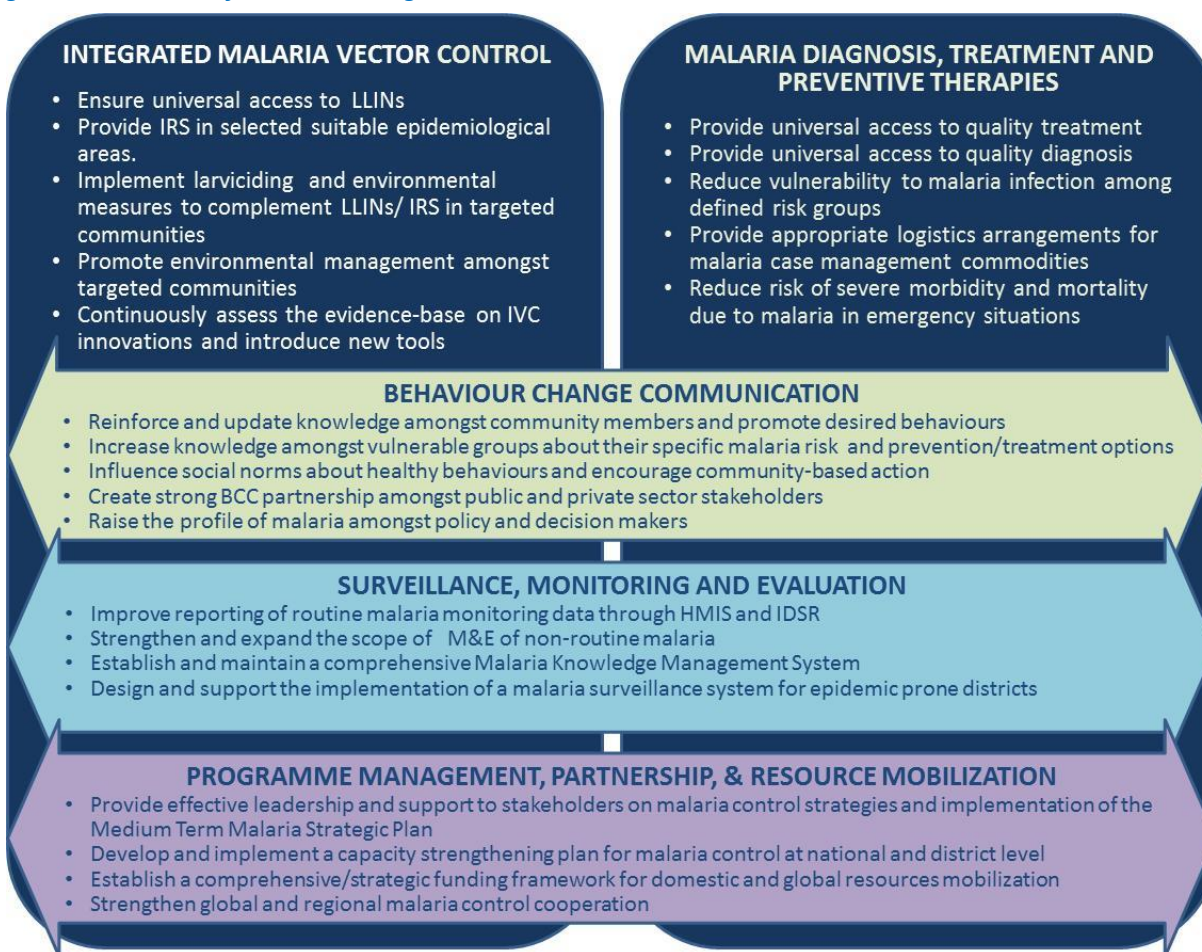 INTEGRATED MALARIA VECTOR CONTROL
• Ensure universal access to LLINs
• Provide IRS in selected suitable epidemiological
areas.
• Implement larviciding and environmental
measures to complement LLINs/ IRS in targeted
communities
• Promote environmental management amongst
targeted communities
• Continuously assess the evidence-base on IVC
innovations and introduce new tools
MALARIA DIAGNOSIS, TREATMENT AND
PREVENTIVE THERAPIES
• Provide universal access to quality treatment
• Provide universal access to quality diagnosis
• Reduce vulnerability to malaria infection among
defined risk groups
• Provide appropriate logistics arrangements for
malaria case management commodities
• Reduce risk of severe morbidity and mortality
due to malaria in emergency situations
BEHAVIOUR CHANGE COMMUNICATION
• Reinforce and update knowledge amongst community members and promote desired behaviours
• Increase knowledge amongst vulnerable groups about their specific malaria risk and prevention/treatment options
• Influence social norms about healthy behaviours and encourage community-based action
• Create strong BCC partnership amongst public and private sector stakeholders
• Raise the profile of malaria amongst policy and decision makers
SURVEILLANCE, MONITORING AND EVALUATION
• Improve reporting of routine malaria monitoring data through HMIS and IDSR
• Strengthen and expand the scope of M&E of non-routine malaria
• Establish and maintain a comprehensive Malaria Knowledge Management System
• Design and support the implementation of a malaria surveillance system for epidemic prone districts
PROGRAMME MANAGEMENT, PARTNERSHIP, & RESOURCE MOBILIZATION
• Provide effective leadership and support to stakeholders on malaria control strategies and implementation of the
Medium Term Malaria Strategic Plan
• Develop and implement a capacity strengthening plan for malaria control at national and district level
• Establish a comprehensive/strategic funding framework for domestic and global resources mobilization
• Strengthen global and regional malaria control cooperation